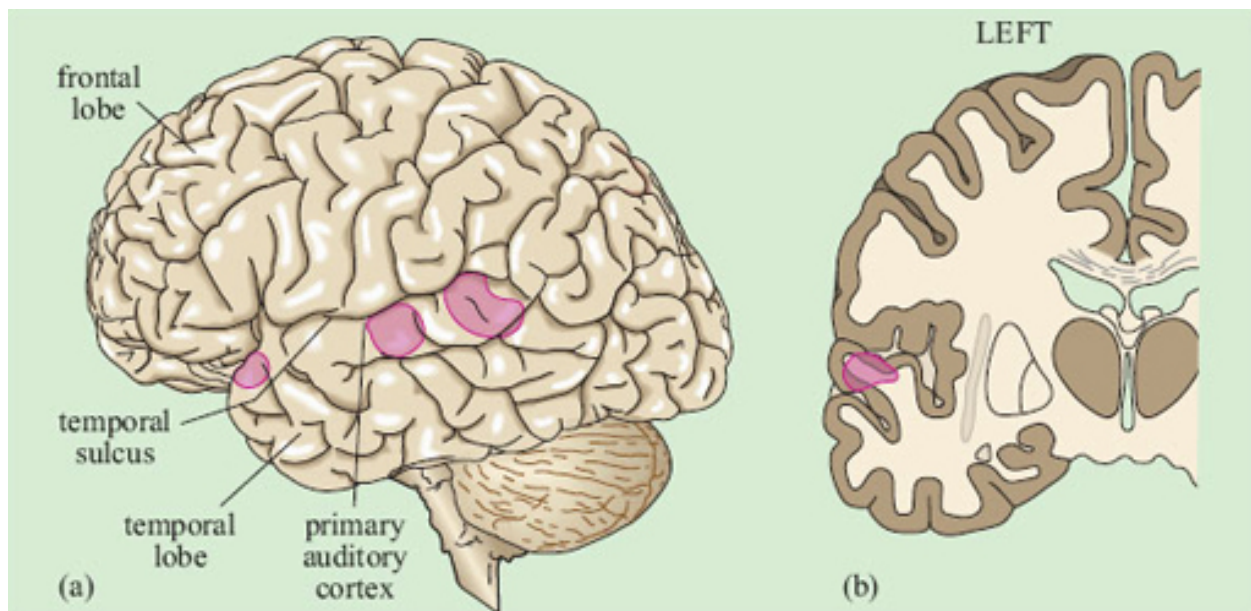 LEFT
frontal
lobe
temporal
sulcus
temporal
lobe
primary
auditory
cortex
(a)
(b)